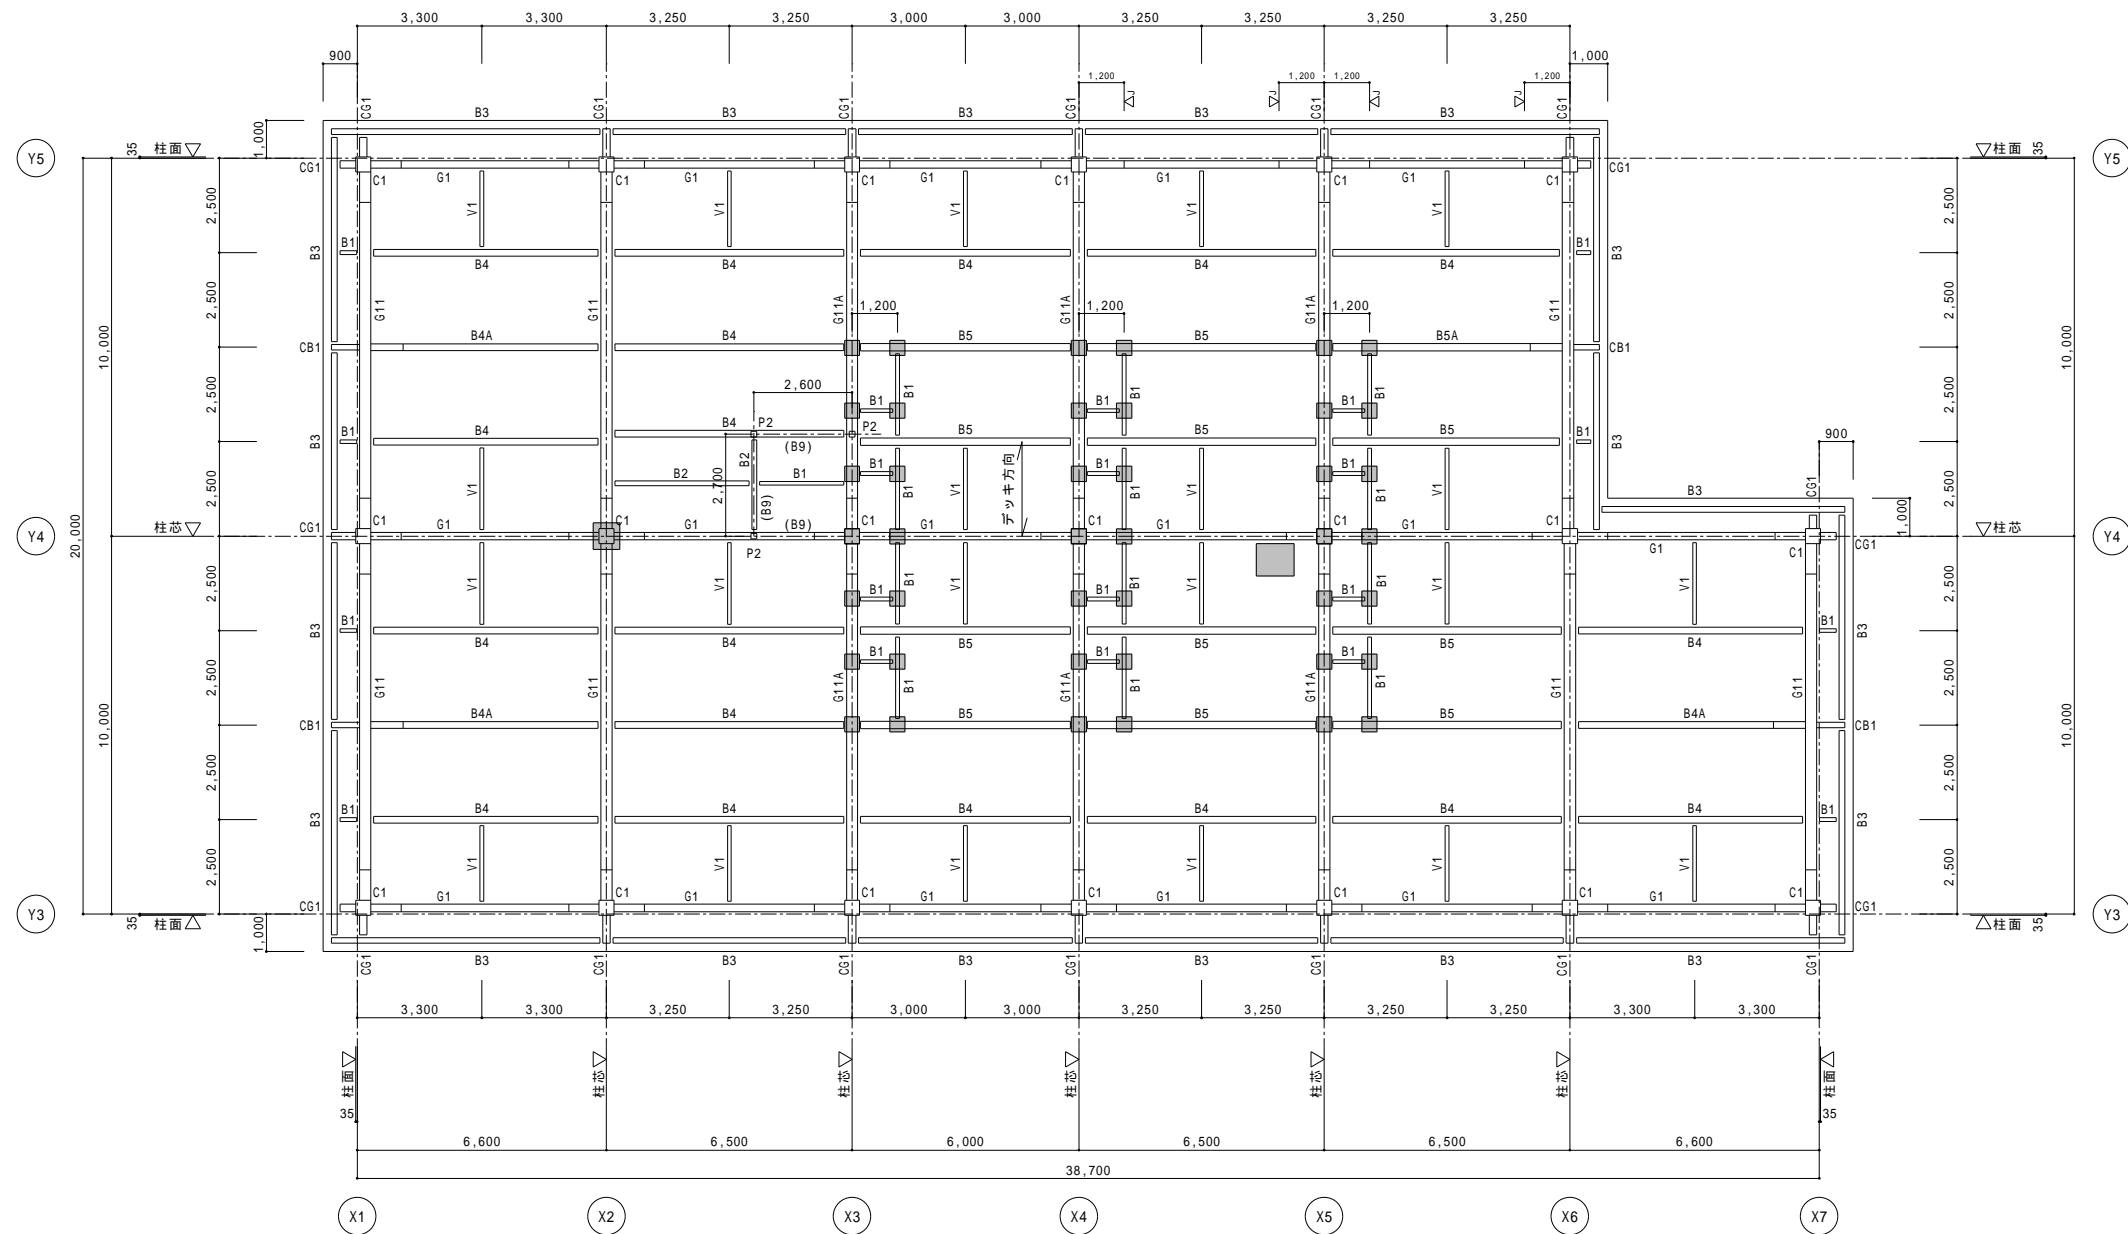 3,300 3,300 3,250 3,250 3,000 3,000 3,250 3,250 3,250 3,250
900 1,000
1,200 1,200 1,200 1,200
J J J J
CG1 CG1 CG1 CG1 CG1 CG1
B3 B3 B3 B3 B3
1,000
Y5 35 柱面 柱面 35 Y5
CG1 C1 G1 C1 G1 C1 G1 C1 G1 C1 G1 C1 CG1
V1 V1 V1 V1 V1
2,500 2,500
B3 B1 B1 B3
B4 B4 B4 B4 B4
G11 G11 G11A G11A G11A G11
2,500 2,500
1,200 1,200 1,200
10,000 10,000
CB1 B4A B4 B5 B5 B5A CB1
B1 B1 B1
2,600
2,500 2,500
B1 B1 B1
B3 B1 B4 B4 P2 P2 B5 B5 B5 B1 B3
900
(B9)
B2 B2 B1
2,700
(B9)
B1 B1 B1
B1 B1 B1
V1 V1 V1 V1
デッキ方向
2,500 2,500
B3 CG1
1,000
20,000
Y4 柱芯 柱芯 Y4
CG1 C1 G1 C1 G1 (B9) C1 G1 C1 G1 C1 G1 C1 G1 C1 CG1
P2
V1 V1 V1 V1 V1 V1
B1 B1 B1
2,500 2,500
B1 B1 B1
B3 B1 B1 B3
B4 B4 B5 B5 B5 B4
B1 B1 B1
B1 B1 B1
G11 G11 G11A G11A G11A G11 G11
2,500 2,500
10,000 10,000
CB1 B4A B4 B5 B5 B5 B4A CB1
2,500 2,500
B3 B1 B4 B4 B4 B4 B4 B4 B1 B3
V1 V1 V1 V1 V1 V1
2,500 2,500
CG1 C1 G1 C1 G1 C1 G1 C1 G1 C1 G1 C1 G1 C1 CG1
Y3 35 柱面 柱面 35 Y3
1,000
CG1 B3 CG1 B3 CG1 B3 CG1 B3 CG1 B3 CG1 B3 CG1
3,300 3,300 3,250 3,250 3,000 3,000 3,250 3,250 3,250 3,250 3,300 3,300
柱面 柱芯 柱芯 柱芯 柱芯 柱芯 柱面
35 35
6,600 6,500 6,000 6,500 6,500 6,600
38,700
X1 X2 X3 X4 X5 X6 X7